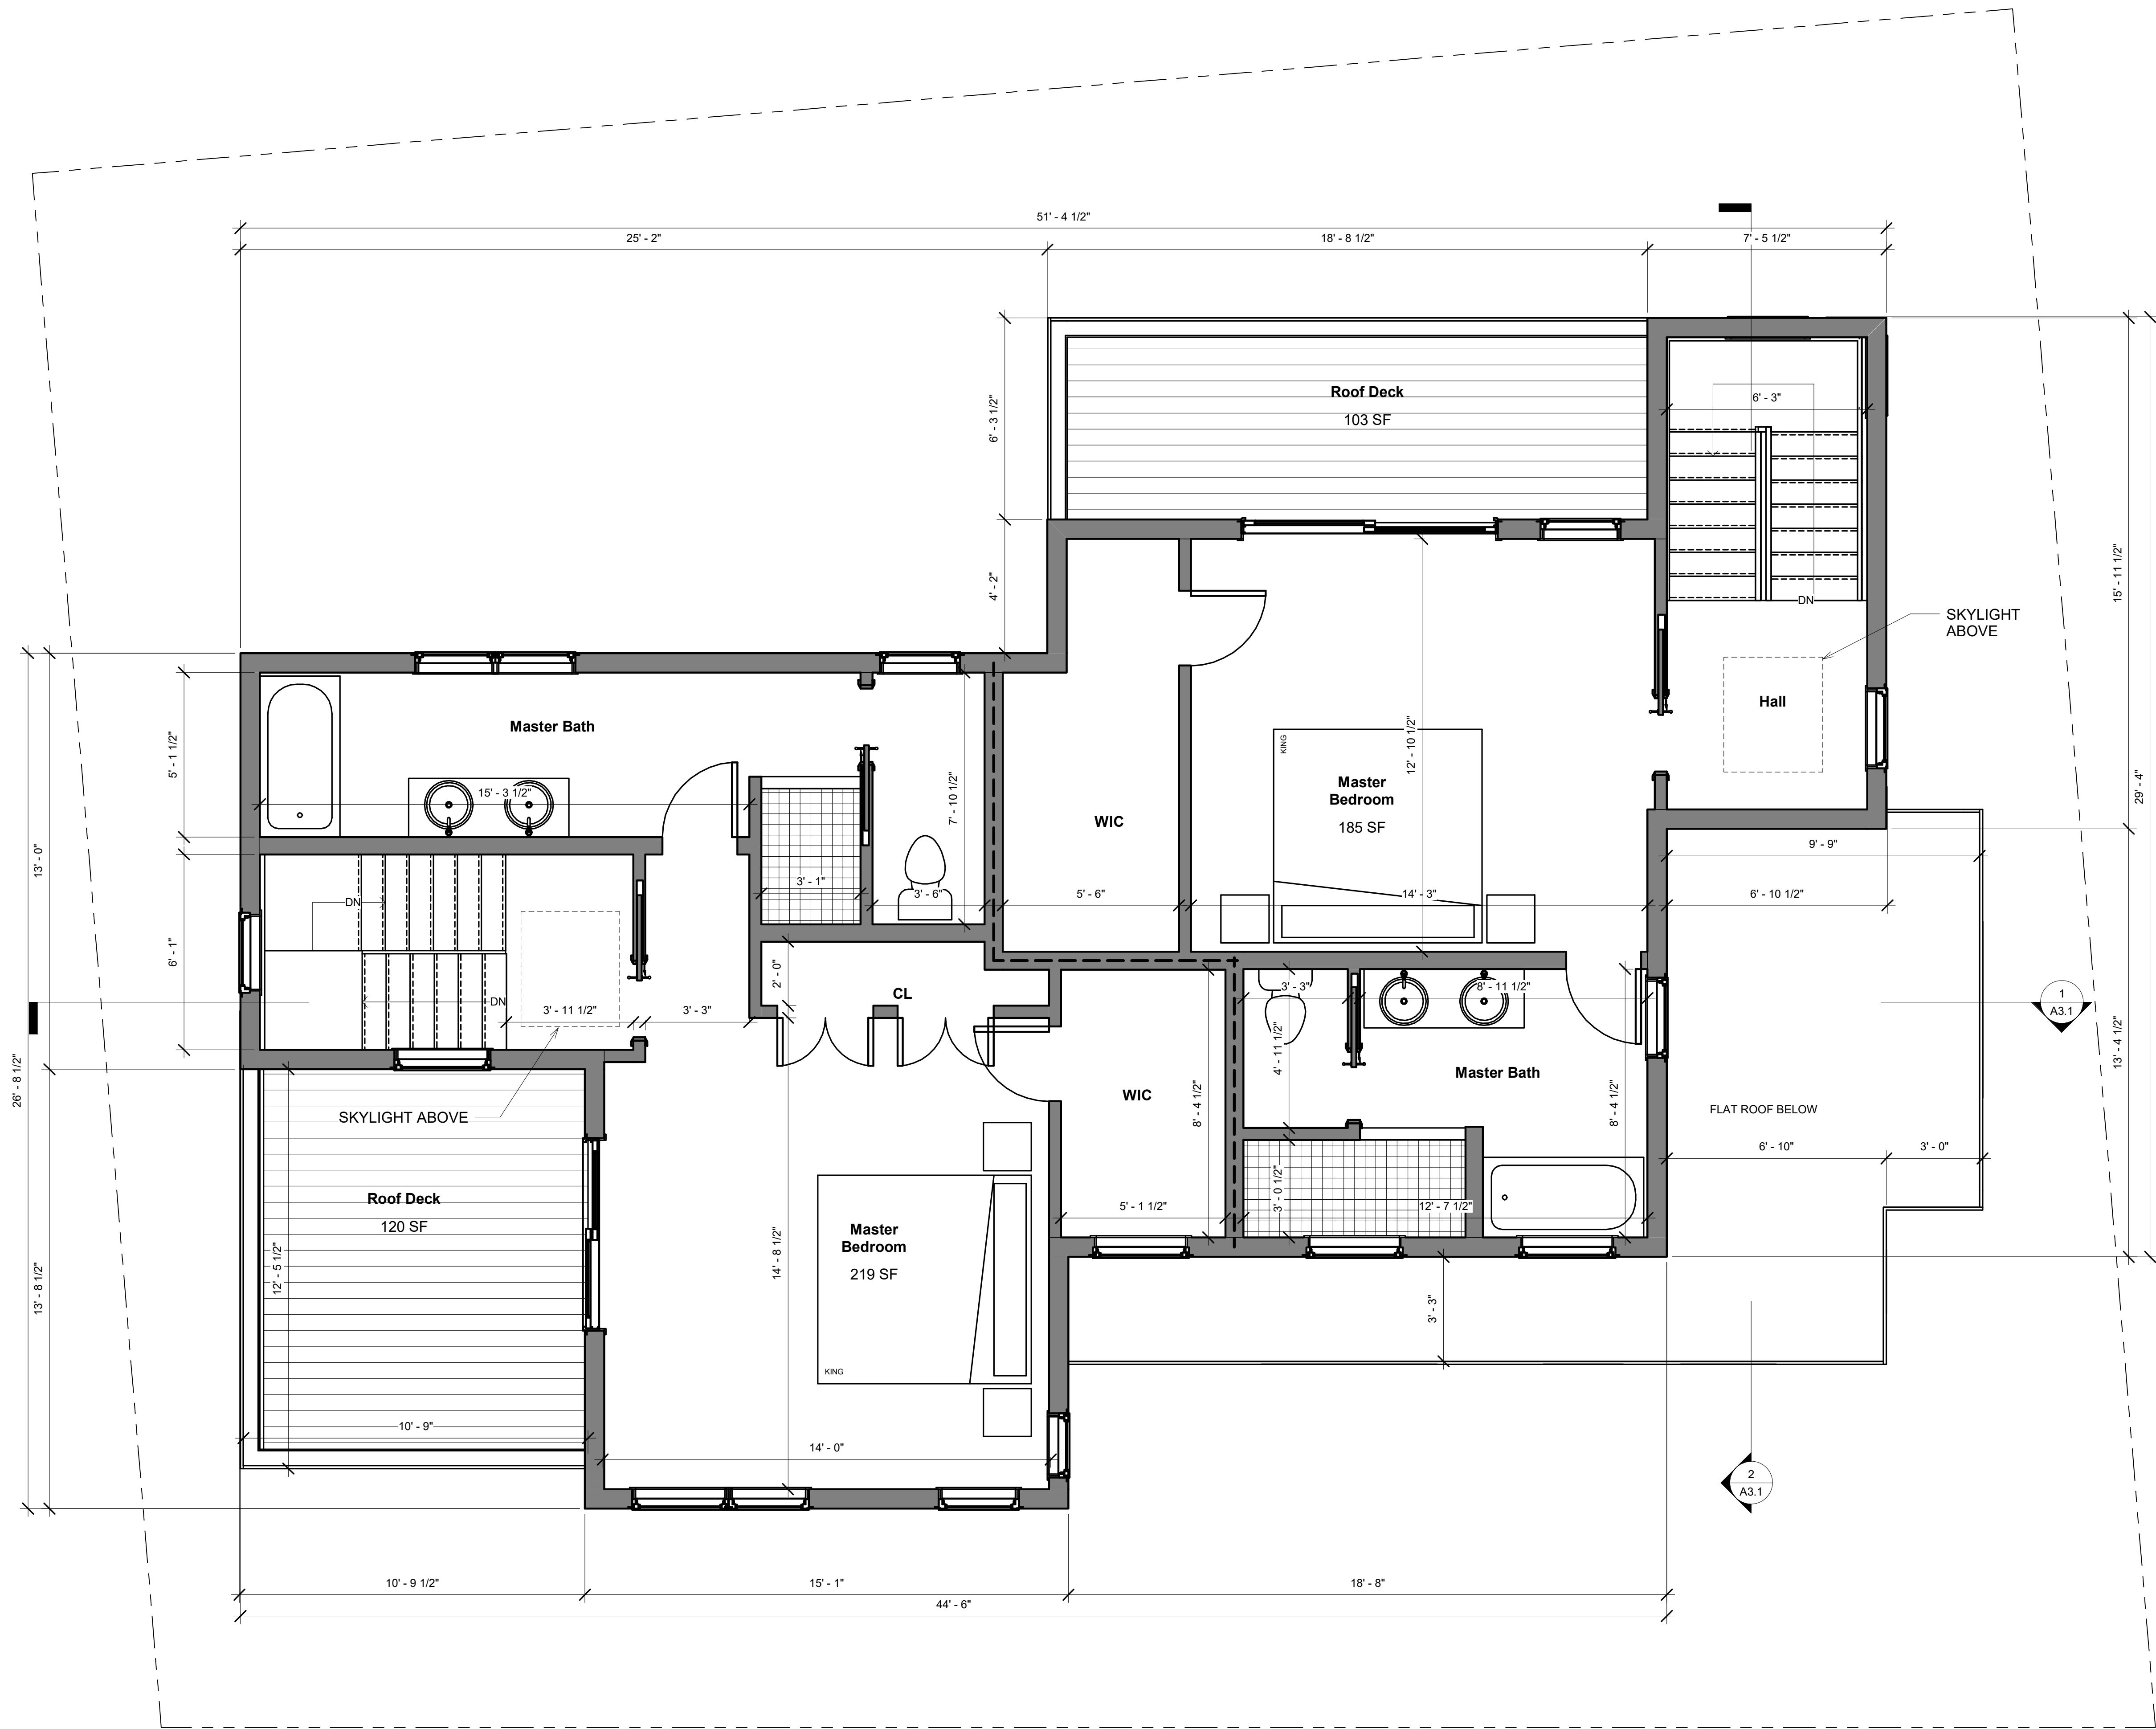 51' - 4 1/2"
25' - 2"
18' - 8 1/2"
7' - 5 1/2"
Roof Deck
103 SF
6' - 3"
6' - 3 1/2"
4' - 2"
DN
SKYLIGHT
ABOVE
15' - 11 1/2"
29' - 4"
Master Bath
5' - 1 1/2"
15' - 3 1/2"
7' - 10 1/2"
WIC
KING
12' - 10 1/2"
Master
Bedroom
185 SF
Hall
13' - 0"
9' - 9"
3' - 1"
3' - 6"
5' - 6"
14' - 3"
6' - 10 1/2"
DN
6' - 1"
2' - 0"
CL
DN
3' - 11 1/2"
3' - 3"
3' - 3"
8' - 11 1/2"
1
A3.1
4' - 11 1/2"
13' - 4 1/2"
26' - 8 1/2"
SKYLIGHT ABOVE
WIC
8' - 4 1/2"
Master Bath
8' - 4 1/2"
FLAT ROOF BELOW
6' - 10"
3' - 0"
Roof Deck
120 SF
5' - 1 1/2"
3' - 0 1/2"
12' - 7 1/2"
Master
Bedroom
219 SF
14' - 8 1/2"
12' - 5 1/2"
13' - 8 1/2"
3' - 3"
KING
10' - 9"
14' - 0"
2
A3.1
10' - 9 1/2"
15' - 1"
18' - 8"
44' - 6"